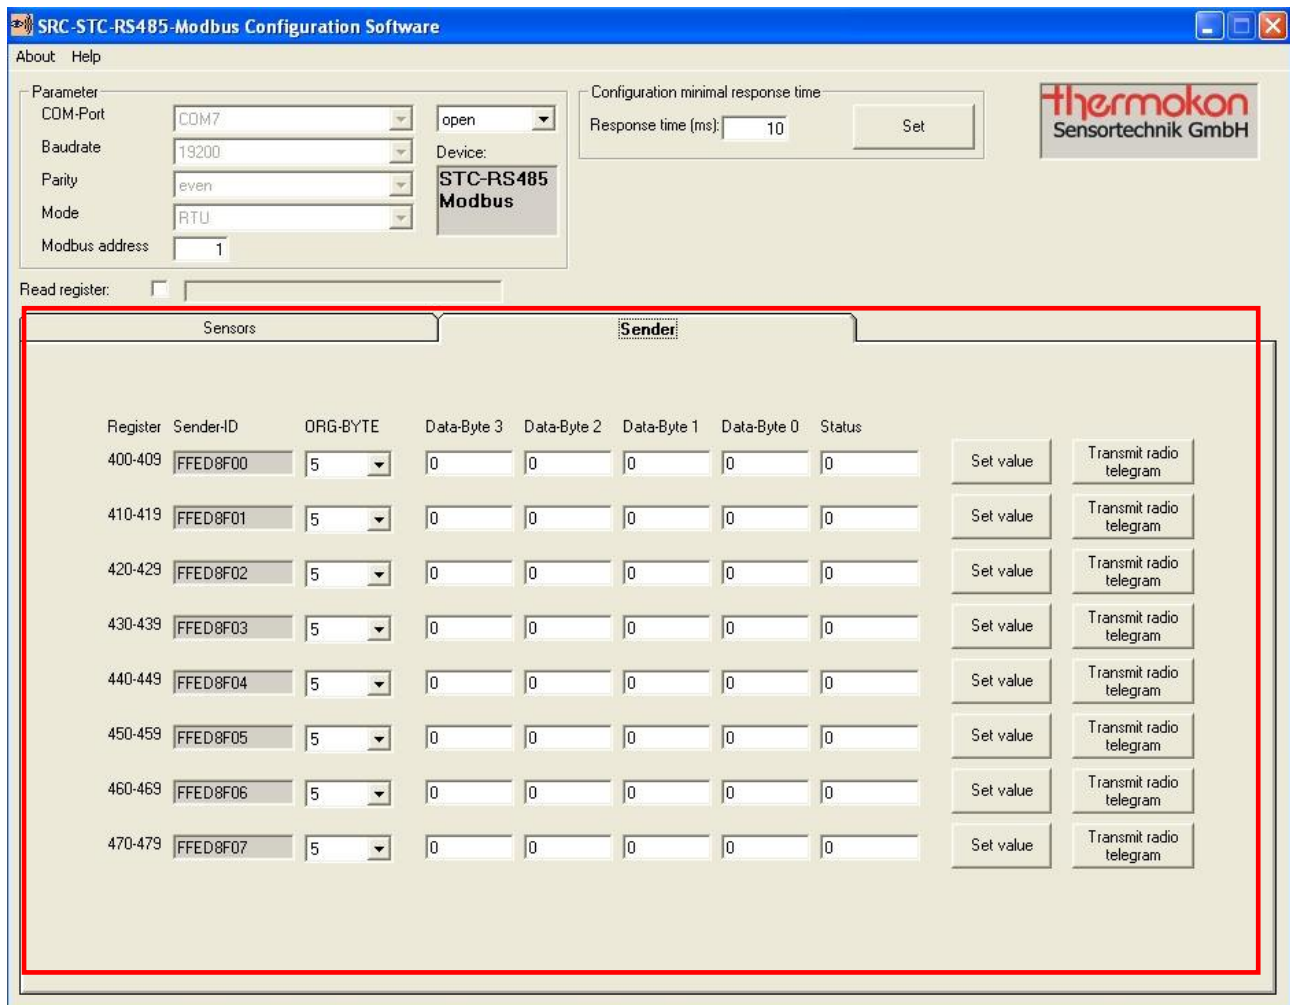 SRC-STC-RS485-Modbus Configuration Software
About Help
Parameter
COM-Port COM7 open
Baudrate 19200 Device:
Parity even STC-RS485
Modbus
Mode RTU
Modbus address 1
Configuration minimal response time
Response time (ms): 10 Set
thermokon
Sensortechnik GmbH
Read register:
Sensors Sender
Register Sender-ID ORG-BYTE Data-Byte 3 Data-Byte 2 Data-Byte 1 Data-Byte 0 Status
400-409 FFED8F00 5 0 0 0 0 0 Set value Transmit radio telegram
410-419 FFED8F01 5 0 0 0 0 0 Set value Transmit radio telegram
420-429 FFED8F02 5 0 0 0 0 0 Set value Transmit radio telegram
430-439 FFED8F03 5 0 0 0 0 0 Set value Transmit radio telegram
440-449 FFED8F04 5 0 0 0 0 0 Set value Transmit radio telegram
450-459 FFED8F05 5 0 0 0 0 0 Set value Transmit radio telegram
460-469 FFED8F06 5 0 0 0 0 0 Set value Transmit radio telegram
470-479 FFED8F07 5 0 0 0 0 0 Set value Transmit radio telegram